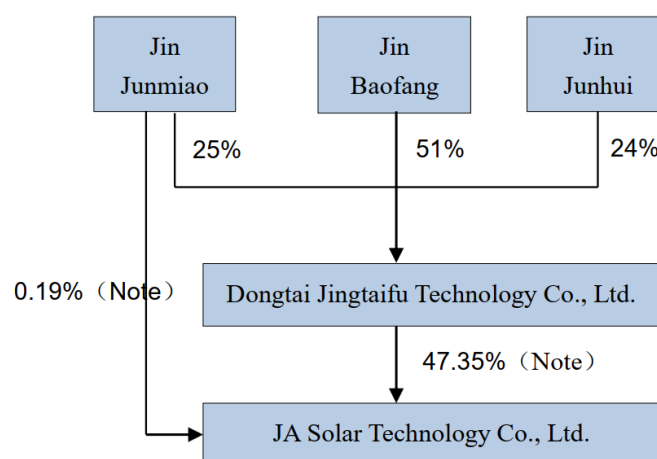 Jin
Junmiao
Jin
Baofang
Jin
Junhui
25%
51%
24%
Dongtai Jingtaifu Technology Co., Ltd.
0.19%（Note）
47.35%（Note）
JA Solar Technology Co., Ltd.